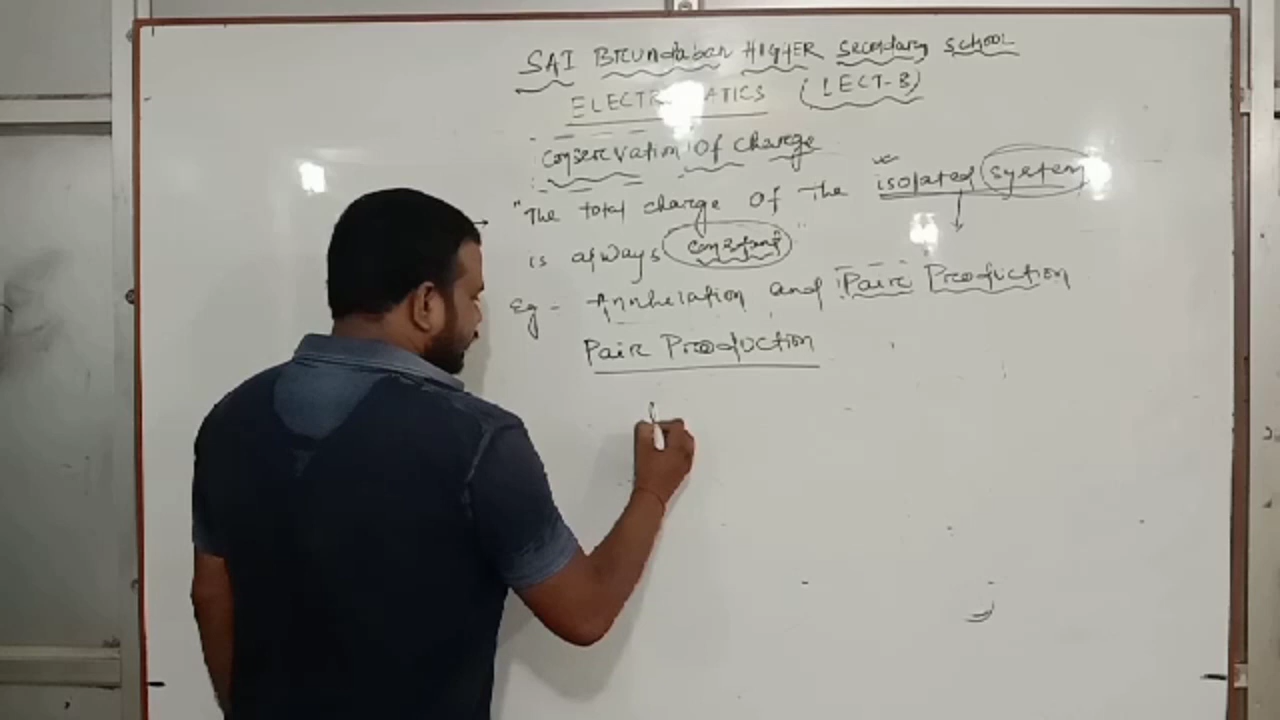 SAI Brundaban HIGHER Secondary SCHOOL
ELECTROSTATICS (LECT-3)
Conservation Of Charge
→ "The total charge of The isolated system
is always constant"
Eg - Annhelation and Pair Production
Pair Production